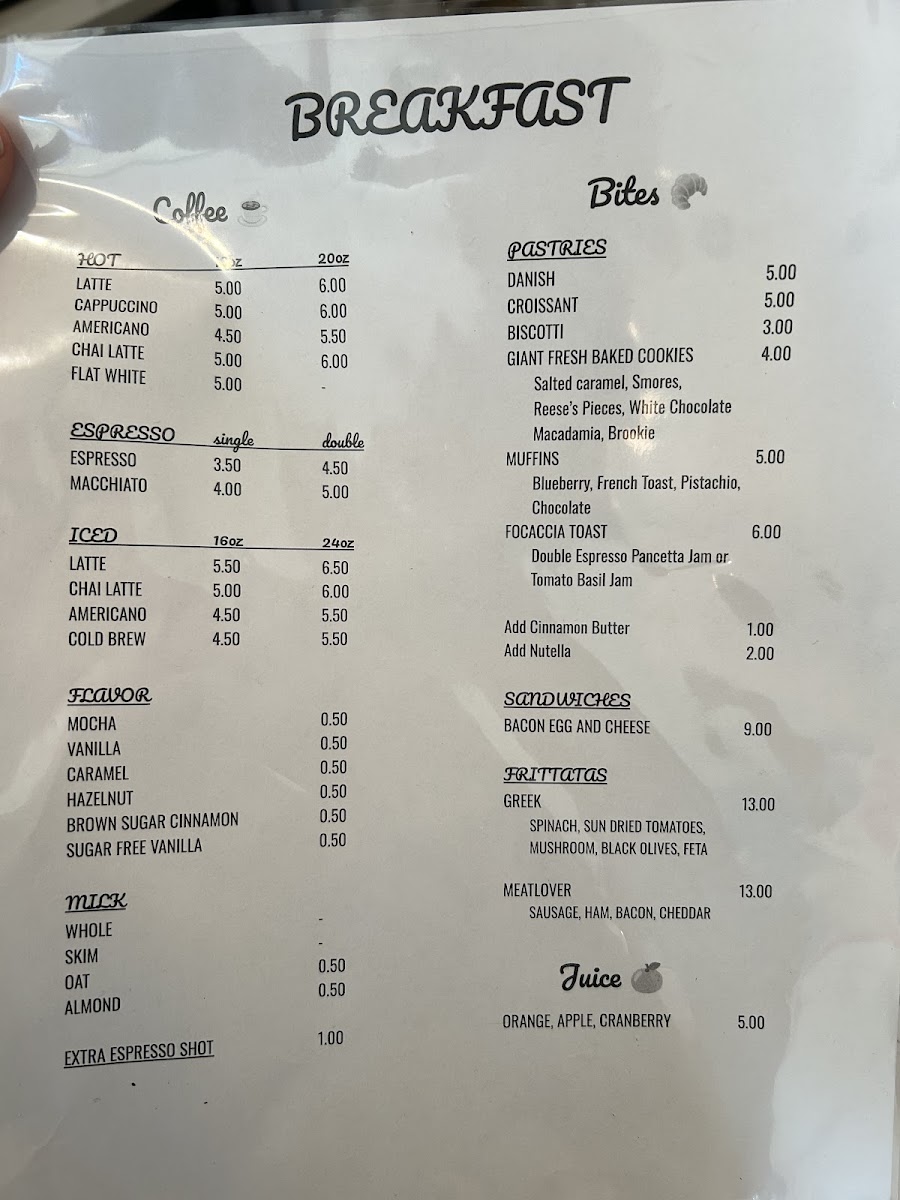 BREAKFAST
Coffee
HOT 20oz
LATTE 5.00 6.00
CAPPUCCINO 5.00 6.00
AMERICANO 4.50 5.50
CHAI LATTE 5.00 6.00
FLAT WHITE 5.00 -
ESPRESSO single double
ESPRESSO 3.50 4.50
MACCHIATO 4.00 5.00
ICED 16oz 24oz
LATTE 5.50 6.50
CHAI LATTE 5.00 6.00
AMERICANO 4.50 5.50
COLD BREW 4.50 5.50
FLAVOR
MOCHA 0.50
VANILLA 0.50
CARAMEL 0.50
HAZELNUT 0.50
BROWN SUGAR CINNAMON 0.50
SUGAR FREE VANILLA 0.50
MILK
WHOLE -
SKIM -
OAT 0.50
ALMOND 0.50
EXTRA ESPRESSO SHOT 1.00
Bites
PASTRIES
DANISH 5.00
CROISSANT 5.00
BISCOTTI 3.00
GIANT FRESH BAKED COOKIES 4.00
Salted caramel, Smores,
Reese's Pieces, White Chocolate
Macadamia, Brookie
MUFFINS 5.00
Blueberry, French Toast, Pistachio,
Chocolate
FOCACCIA TOAST 6.00
Double Espresso Pancetta Jam or
Tomato Basil Jam
Add Cinnamon Butter 1.00
Add Nutella 2.00
SANDWICHES
BACON EGG AND CHEESE 9.00
FRITTATAS
GREEK 13.00
SPINACH, SUN DRIED TOMATOES,
MUSHROOM, BLACK OLIVES, FETA
MEATLOVER 13.00
SAUSAGE, HAM, BACON, CHEDDAR
Juice
ORANGE, APPLE, CRANBERRY 5.00